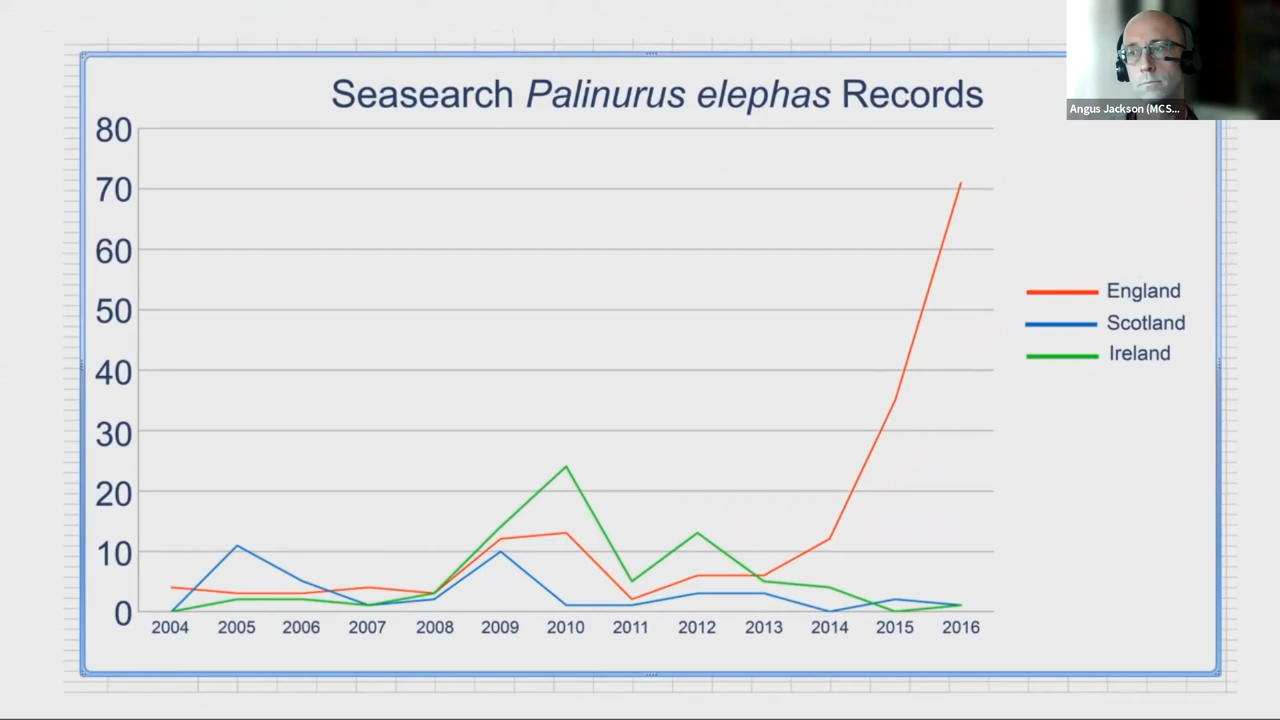 Seasearch Palinurus elephas Records
Angus Jackson (MCS...
80
70
60
50
40
30
20
10
0
2004 2005 2006 2007 2008 2009 2010 2011 2012 2013 2014 2015 2016
England
Scotland
Ireland